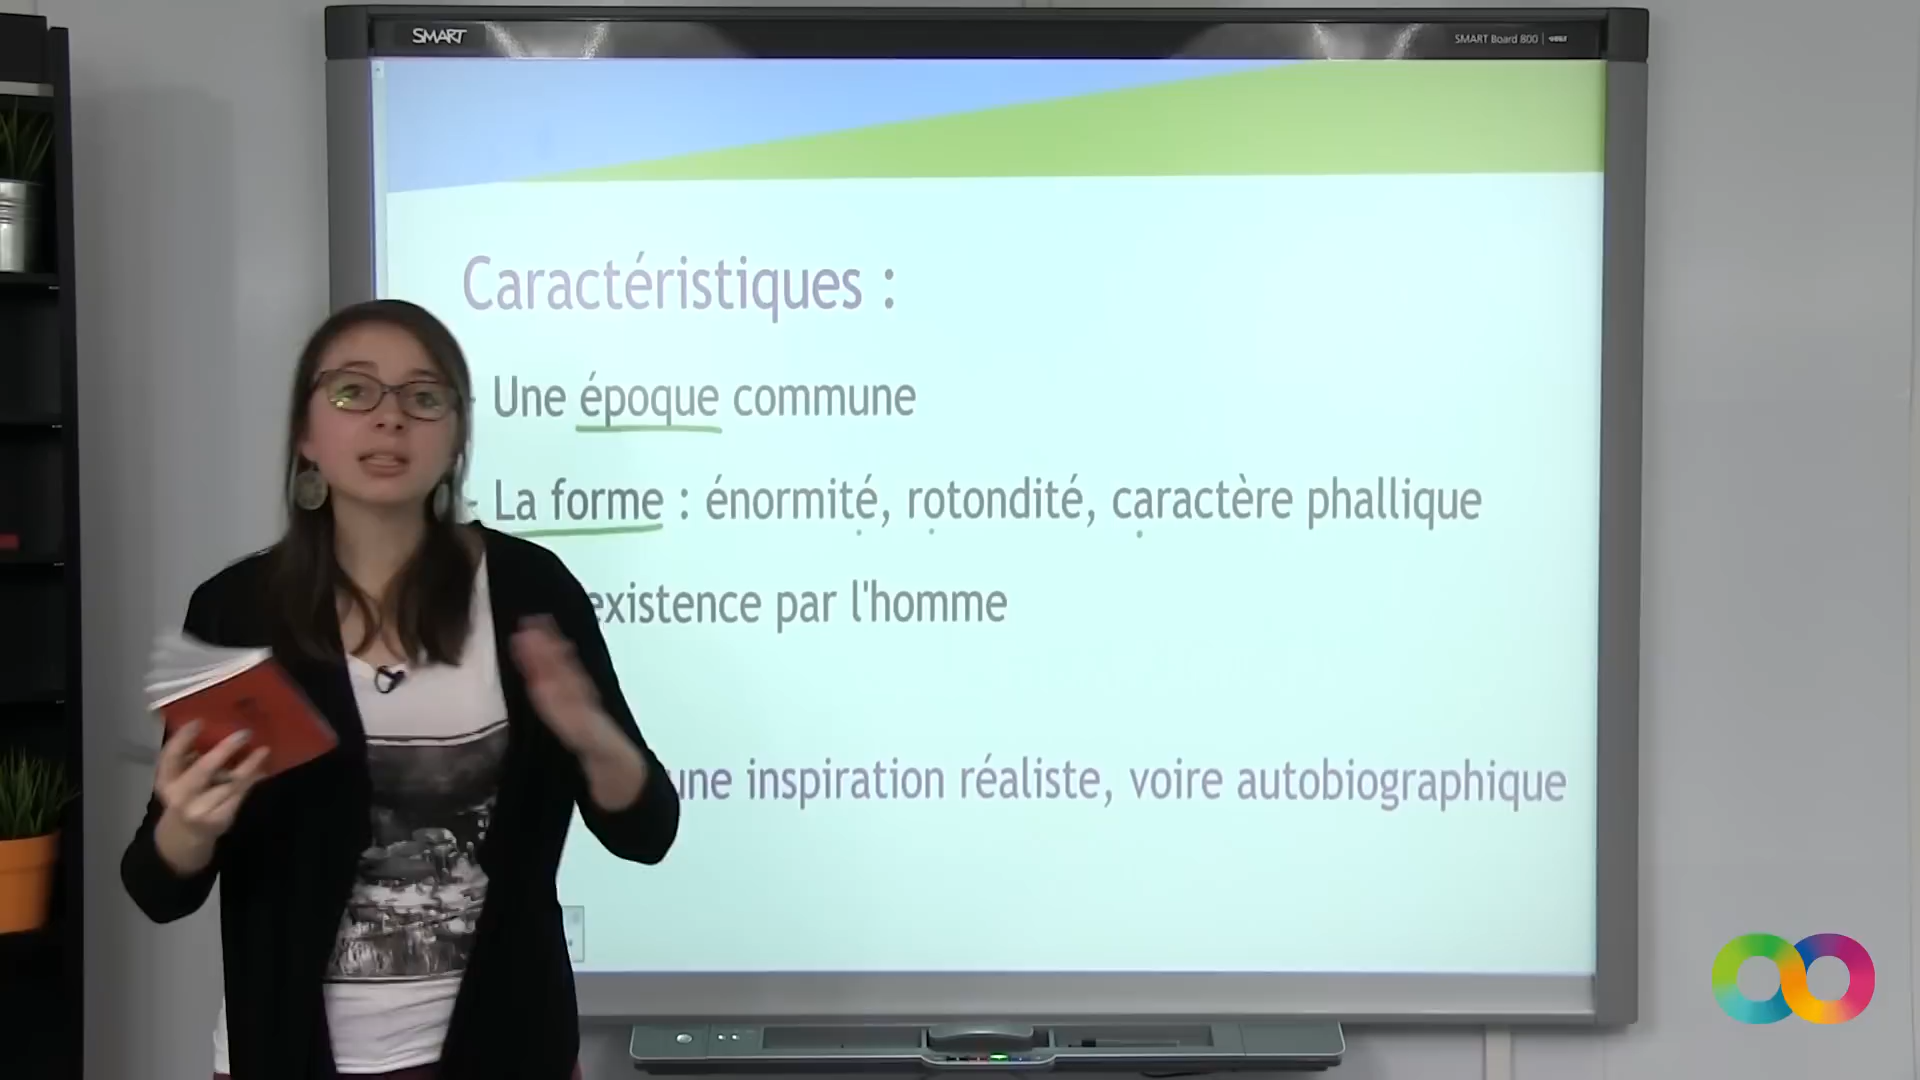 SMART
SMART Board 800
Caractéristiques :
- Une époque commune
- La forme : énormité, rotondité, caractère phallique
existence par l'homme
une inspiration réaliste, voire autobiographique